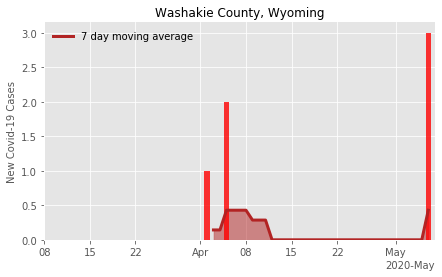 Washakie County, Wyoming
7 day moving average
New Covid-19 Cases
3.0
2.5
2.0
1.5
1.0
0.5
0.0
08 15 22 Apr 08 15 22 May
2020-May